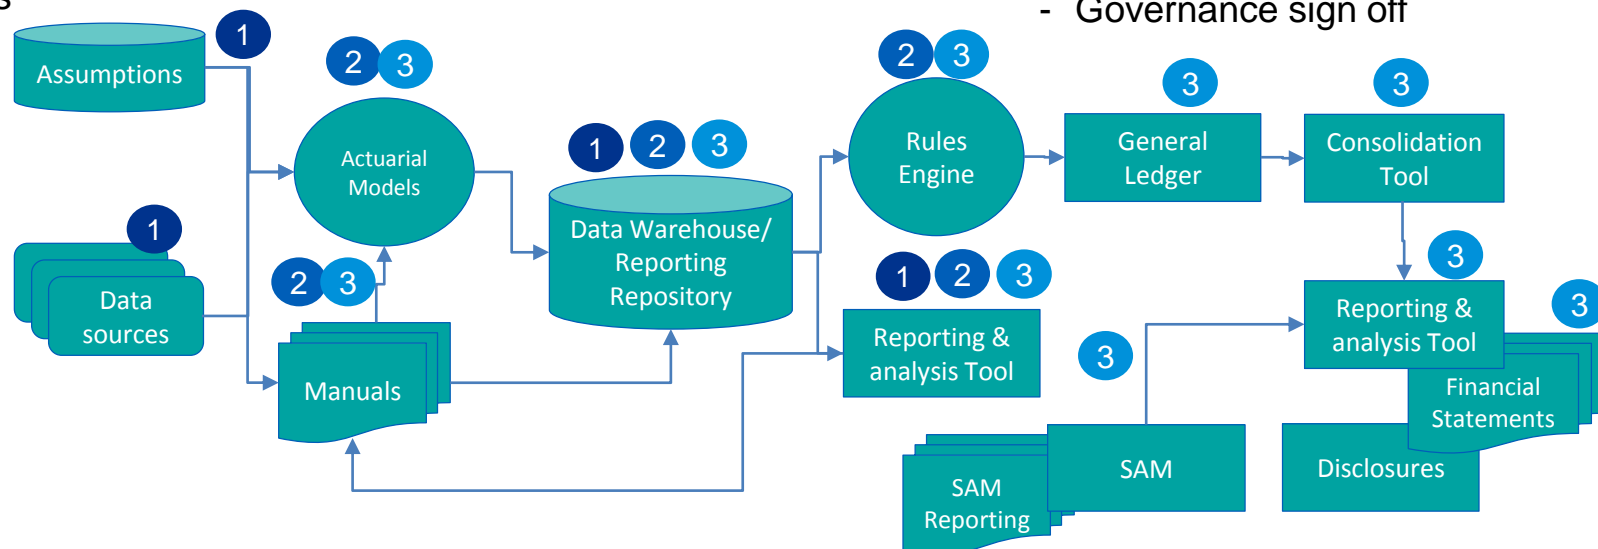 s
- Governance sign off
1
2
3
2
3
3
3
Assumptions
1
2
3
Actuarial
Models
Rules
Engine
General
Ledger
Consolidation
Tool
1
Data Warehouse/
Reporting
Repository
2
3
1
2
3
3
3
Data
sources
Reporting &
analysis Tool
3
Reporting &
analysis Tool
Manuals
Financial
Statements
SAM
Reporting
SAM
Disclosures